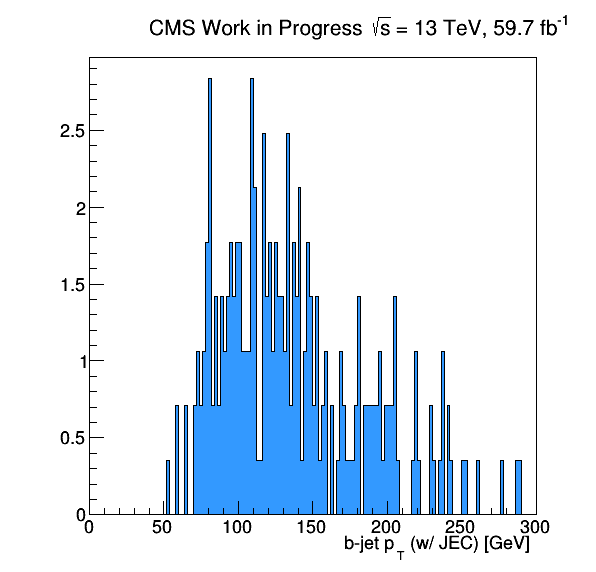 CMS Work in Progress √s = 13 TeV, 59.7 fb⁻¹
2.5
2
1.5
1
0.5
0
0 50 100 150 200 250 300
b-jet p_T (w/ JEC) [GeV]